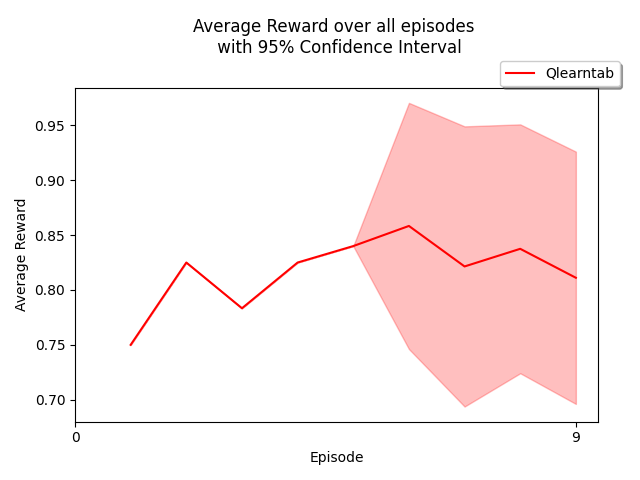 Average Reward over all episodes
with 95% Confidence Interval
Qlearntab
0.95
0.90
0.85
0.80
0.75
0.70
Average Reward
0
9
Episode